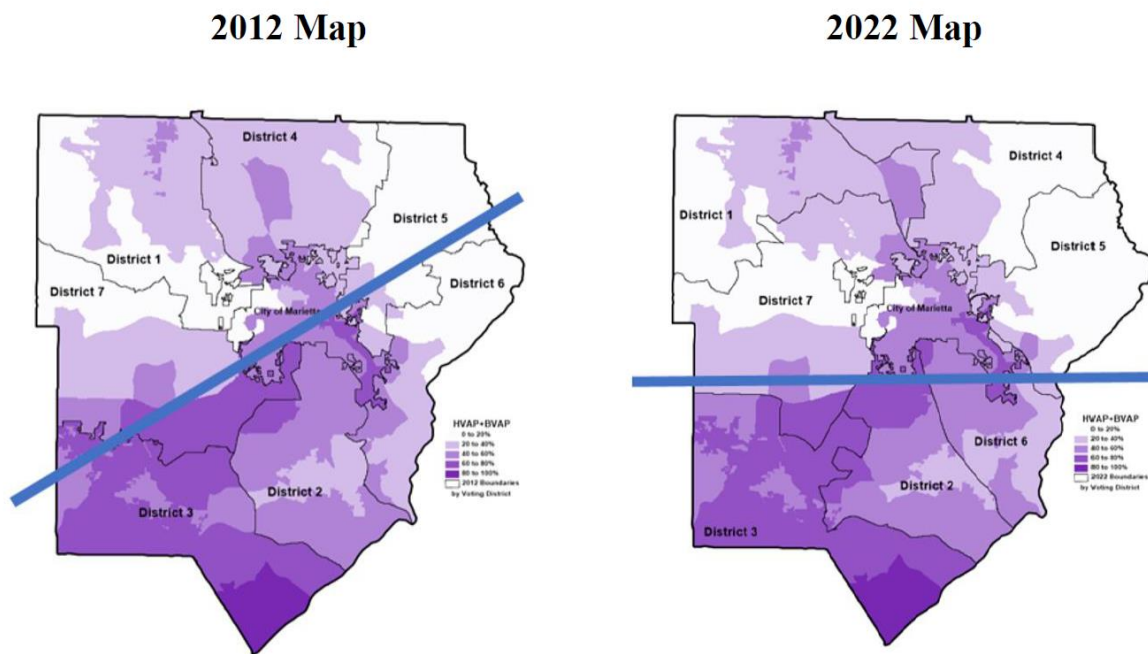 2012 Map
2022 Map
District 4
District 5
District 1
District 7
District 6
City of Marietta
District 2
District 3
HVAP+BVAP
0 to 20%
20 to 40%
40 to 60%
60 to 80%
80 to 100%
2012 Boundaries
by Voting District
District 4
District 1
District 5
District 7
City of Marietta
District 6
District 2
District 3
HVAP+BVAP
0 to 20%
20 to 40%
40 to 60%
60 to 80%
80 to 100%
2022 Boundaries
by Voting District